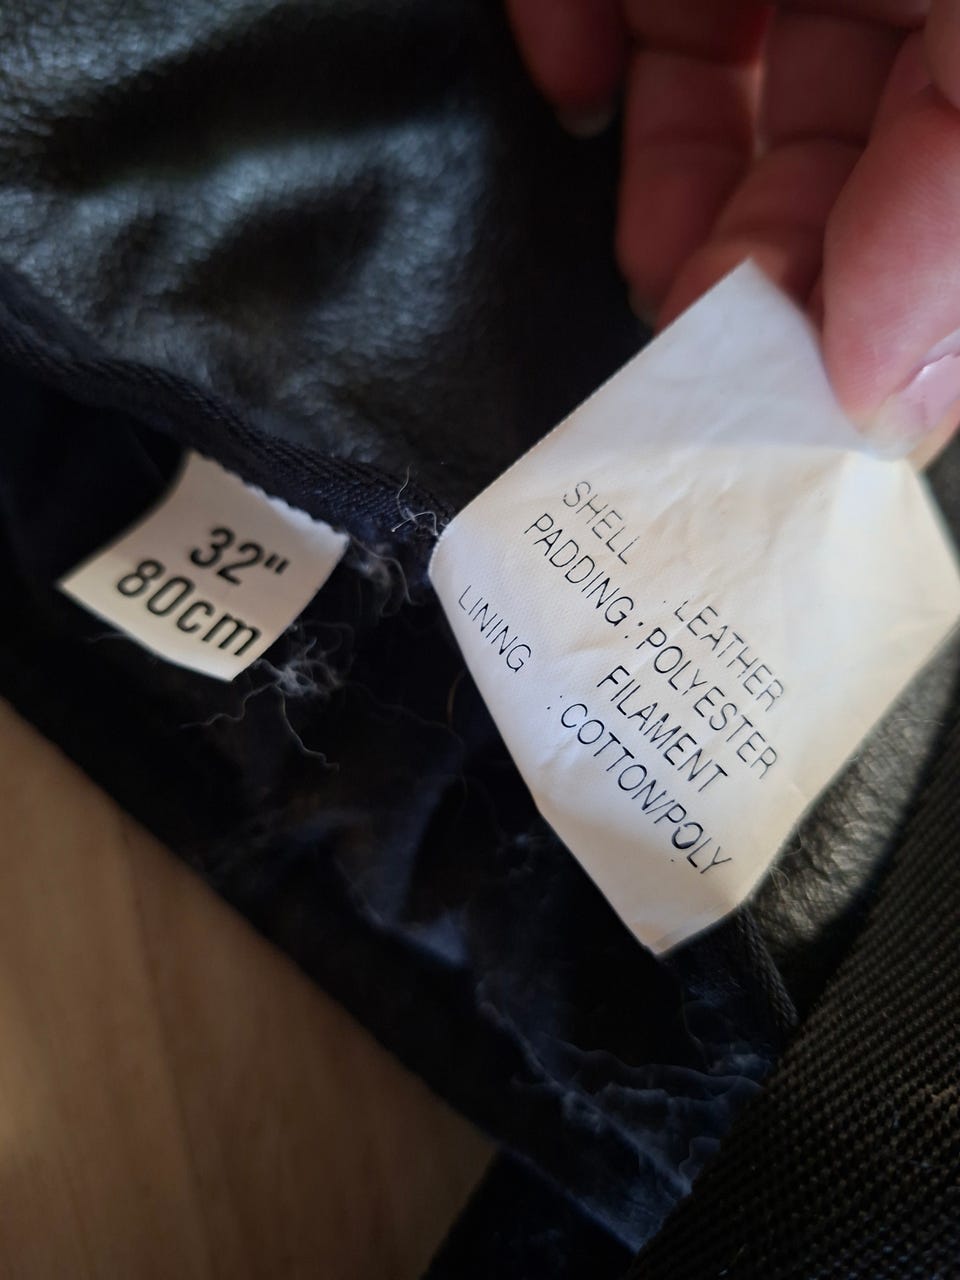 32"
80cm
SHELL : LEATHER
PADDING : POLYESTER
FILAMENT
LINING : COTTON/POLY